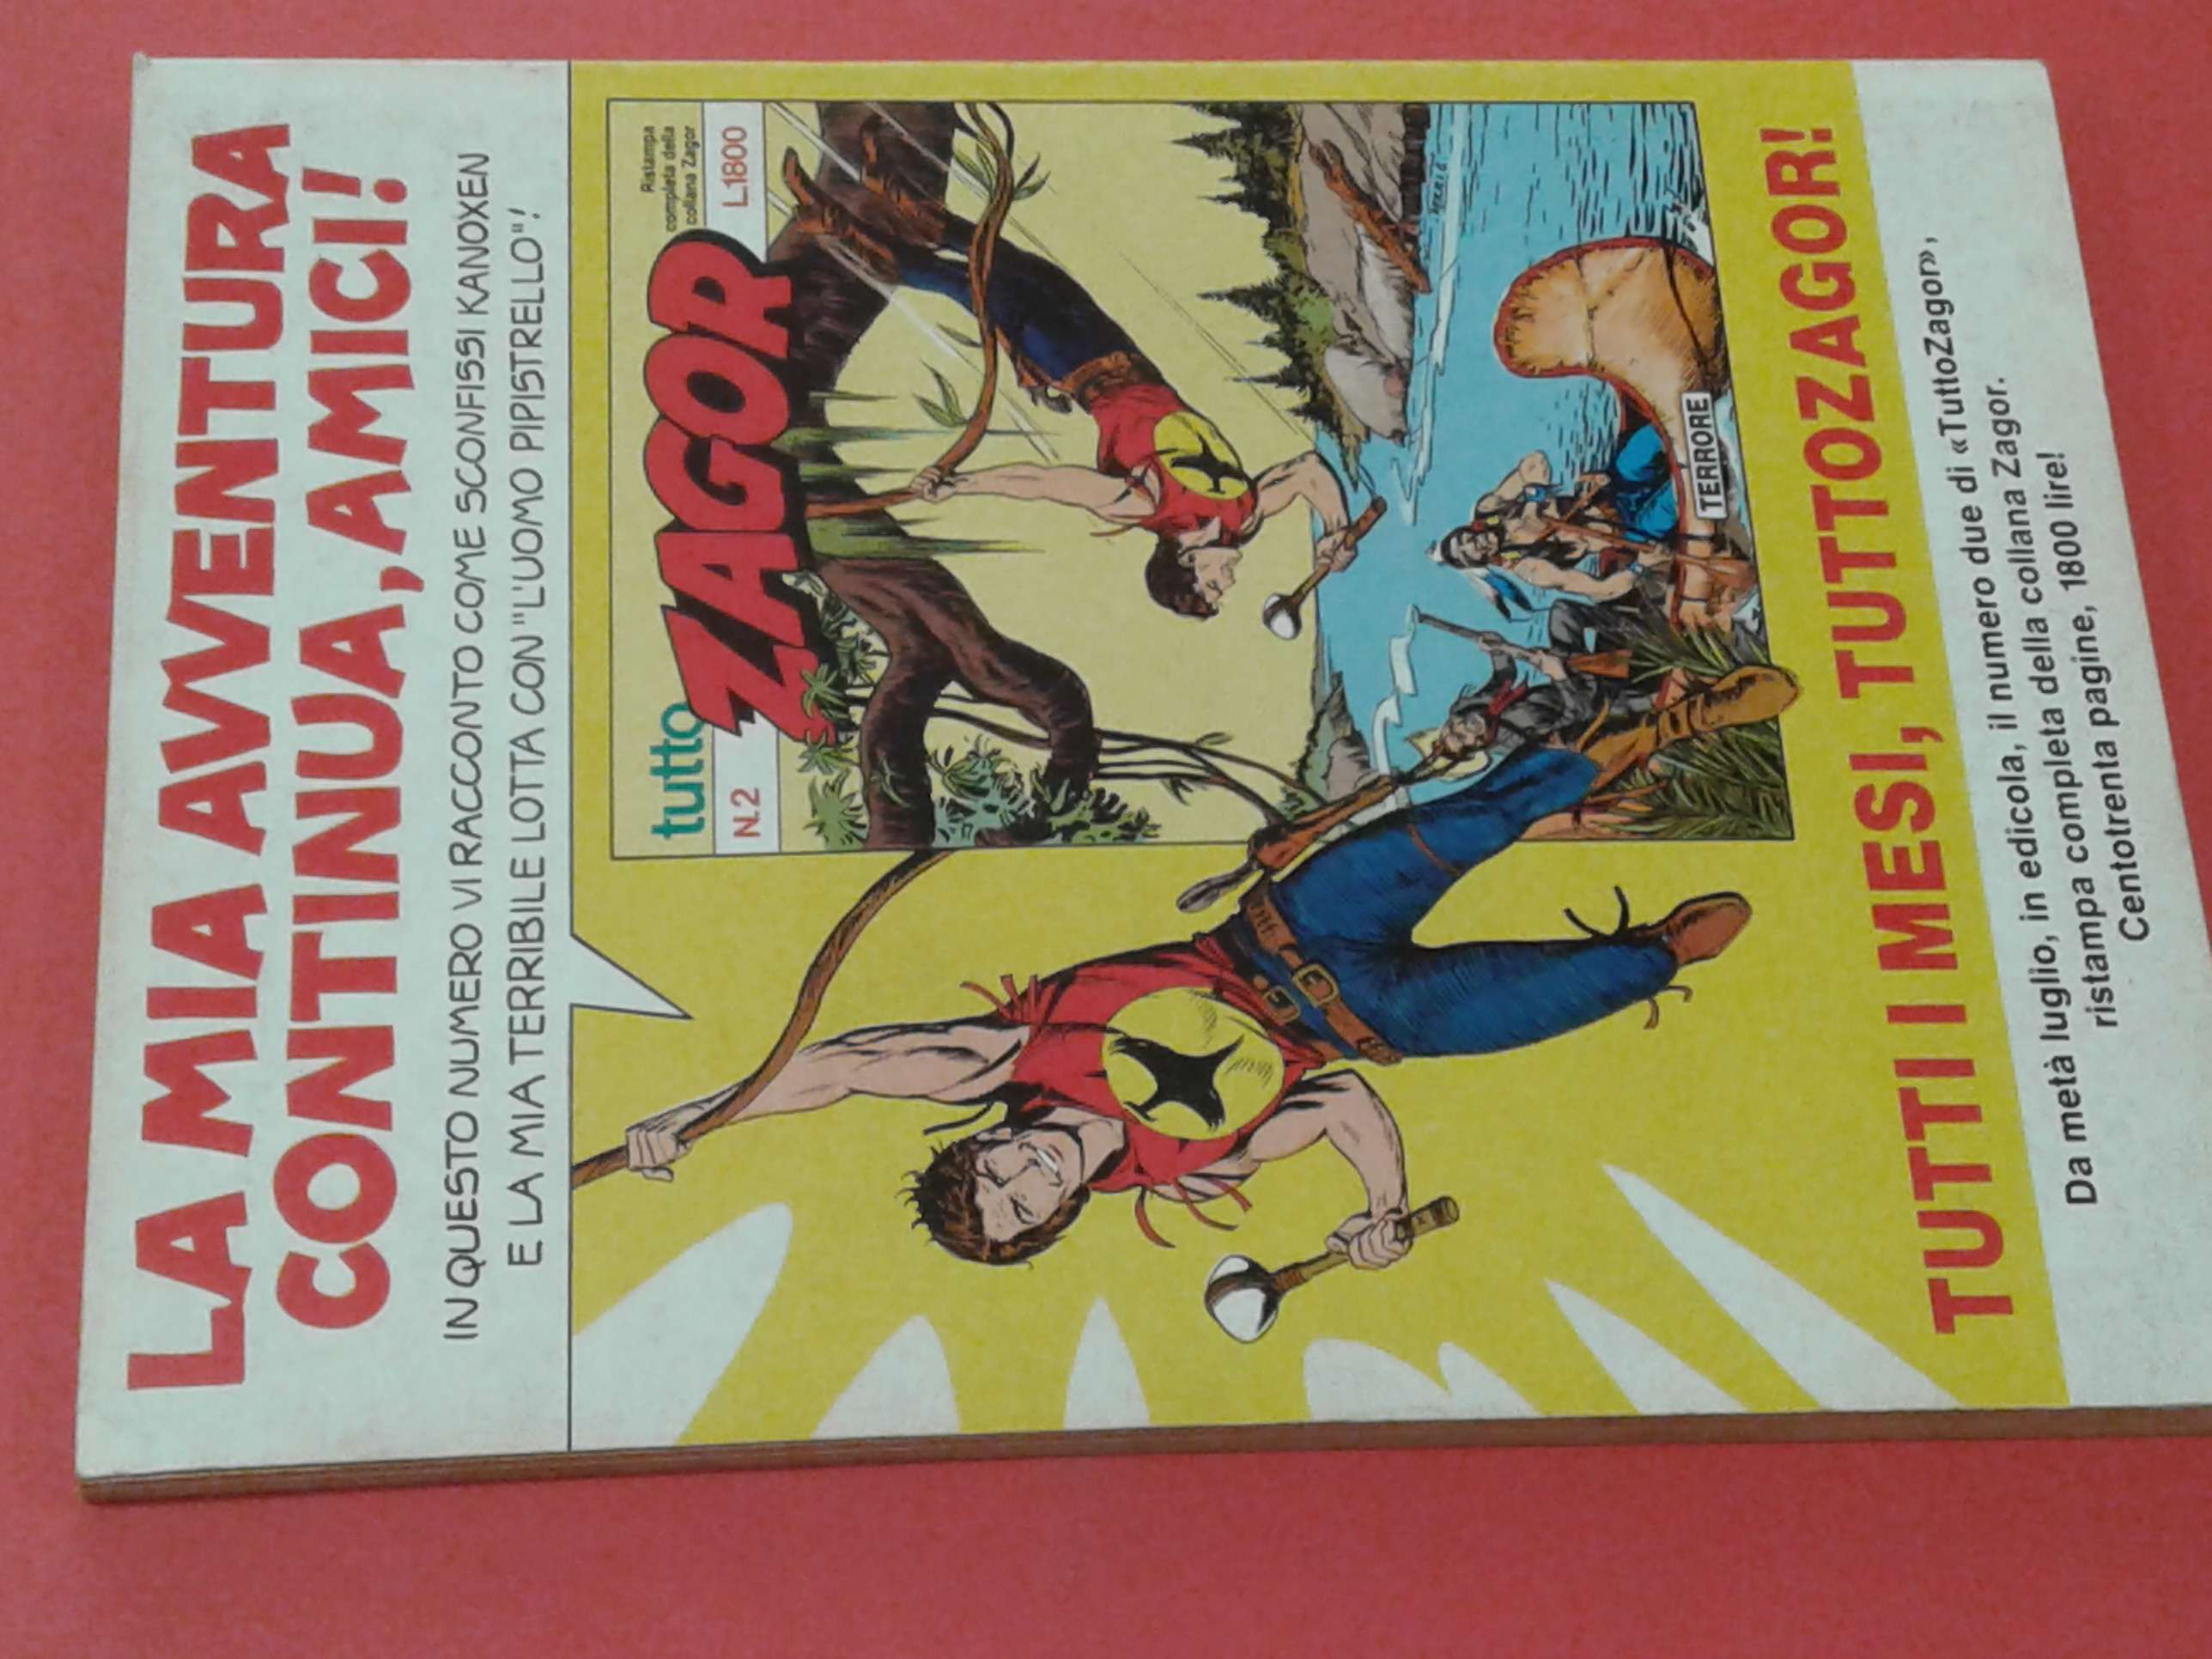 LA MIA AVVENTURA
CONTINUA, AMICI!
IN QUESTO NUMERO VI RACCONTO COME SCONFISSI KANOXEN
E LA MIA TERRIBILE LOTTA CON "L'UOMO PIPISTRELLO"!
tutto
ZAGOR
Ristampa
completa della
collana Zagor
N.2
L.1800
TERRORE
TUTTI I MESI, TUTTOZAGOR!
Da metà luglio, in edicola, il numero due di «TuttoZagor»,
ristampa completa della collana Zagor.
Centotrenta pagine, 1800 lire!